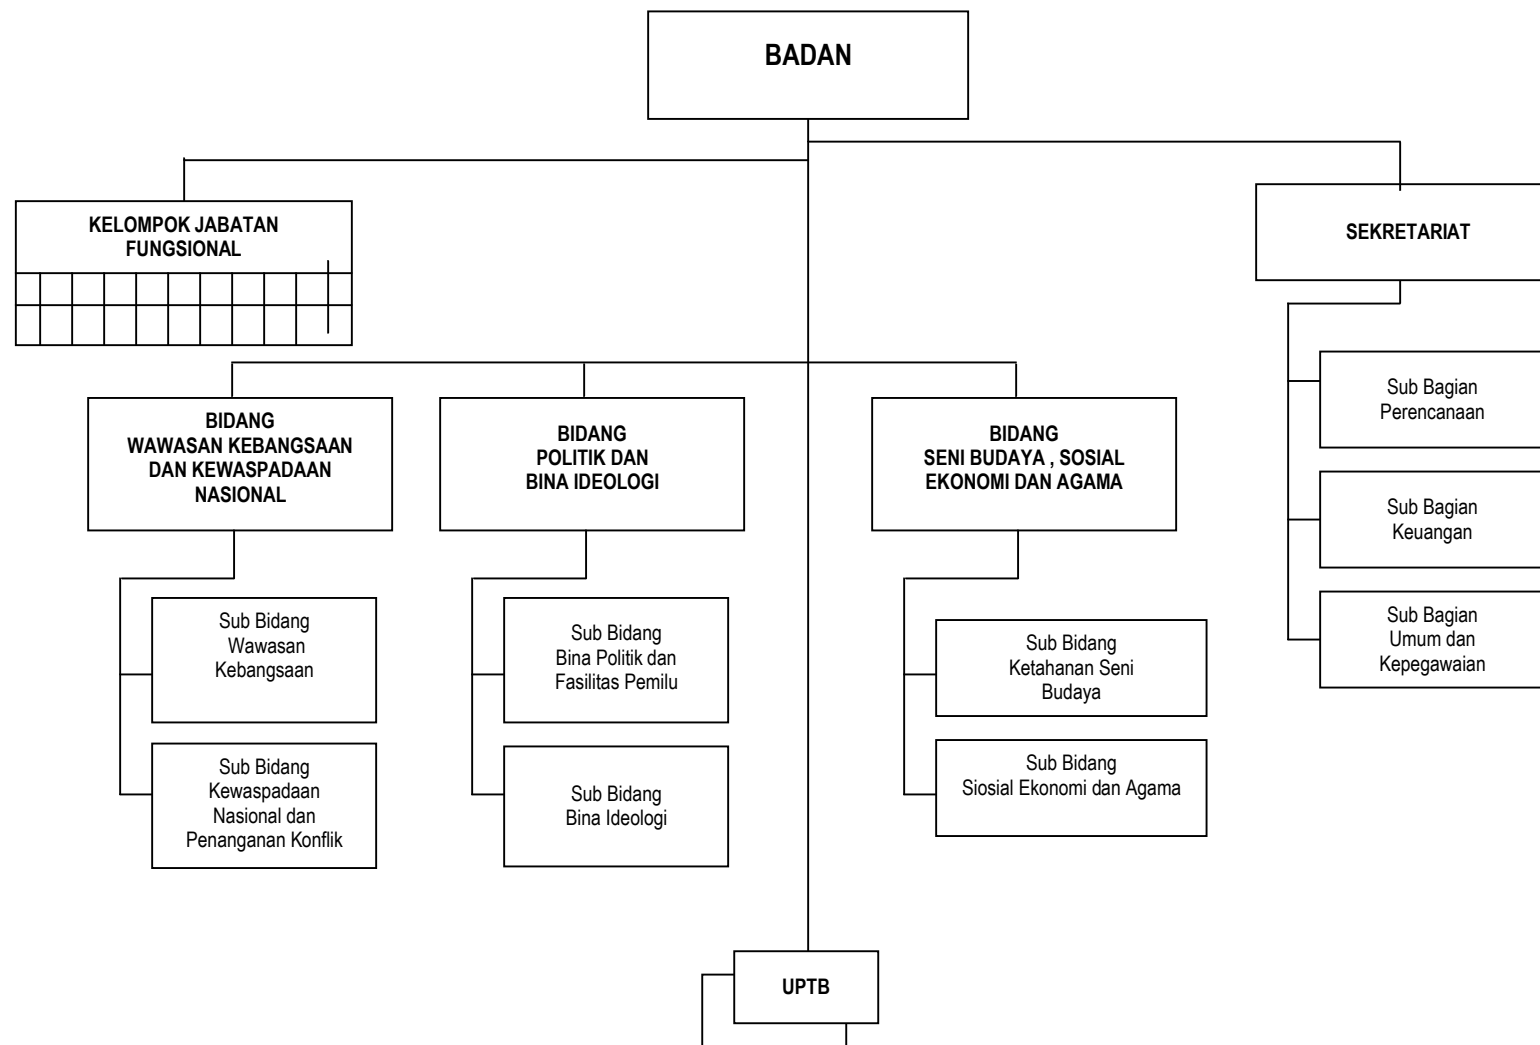 BADAN
KELOMPOK JABATAN
FUNGSIONAL
SEKRETARIAT
Sub Bagian
Perencanaan
Sub Bagian
Keuangan
Sub Bagian
Umum dan
Kepegawaian
BIDANG
WAWASAN KEBANGSAAN
DAN KEWASPADAAN
NASIONAL
BIDANG
POLITIK DAN
BINA IDEOLOGI
BIDANG
SENI BUDAYA , SOSIAL
EKONOMI DAN AGAMA
Sub Bidang
Wawasan
Kebangsaan
Sub Bidang
Kewaspadaan
Nasional dan
Penanganan Konflik
Sub Bidang
Bina Politik dan
Fasilitas Pemilu
Sub Bidang
Bina Ideologi
Sub Bidang
Ketahanan Seni
Budaya
Sub Bidang
Siosial Ekonomi dan Agama
UPTB